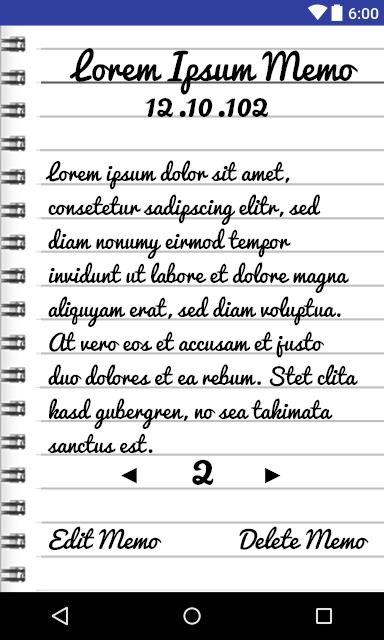 6:00
Lorem Ipsum Memo
12.10.102
Lorem ipsum dolor sit amet,
consetetur sadipscing elitr, sed
diam nonumy eirmod tempor
invidunt ut labore et dolore magna
aliquyam erat, sed diam voluptua.
At vero eos et accusam et justo
duo dolores et ea rebum. Stet clita
kasd gubergren, no sea takimata
sanctus est.
2
Edit Memo Delete Memo